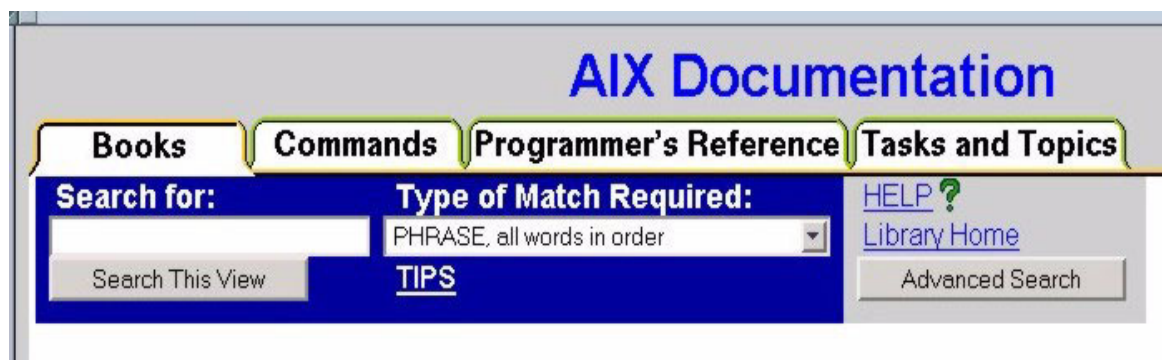 AIX Documentation
Books Commands Programmer's Reference Tasks and Topics
Search for: Type of Match Required: HELP ?
PHRASE, all words in order Library Home
Search This View TIPS Advanced Search